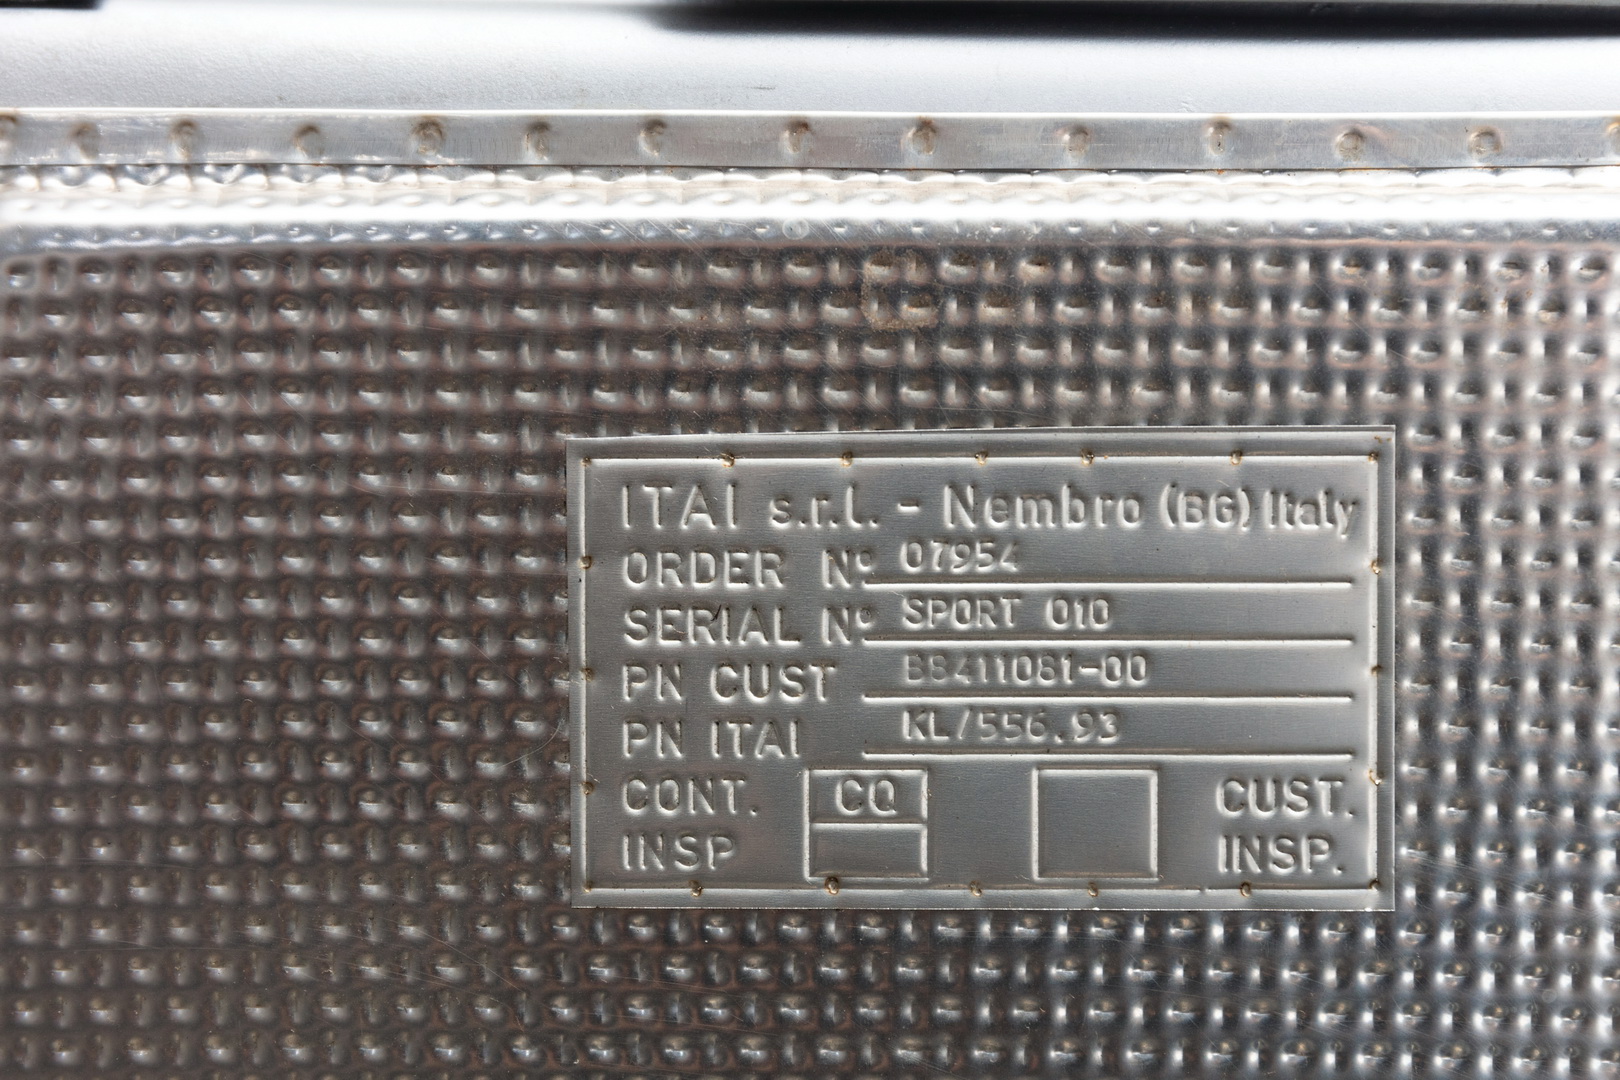 ITAI s.r.l. - Nembro (BG) Italy
ORDER Nº 07954
SERIAL Nº SPORT 010
PN CUST BB411081-00
PN ITAI KL/556.93
CONT. INSP CQ CUST. INSP.